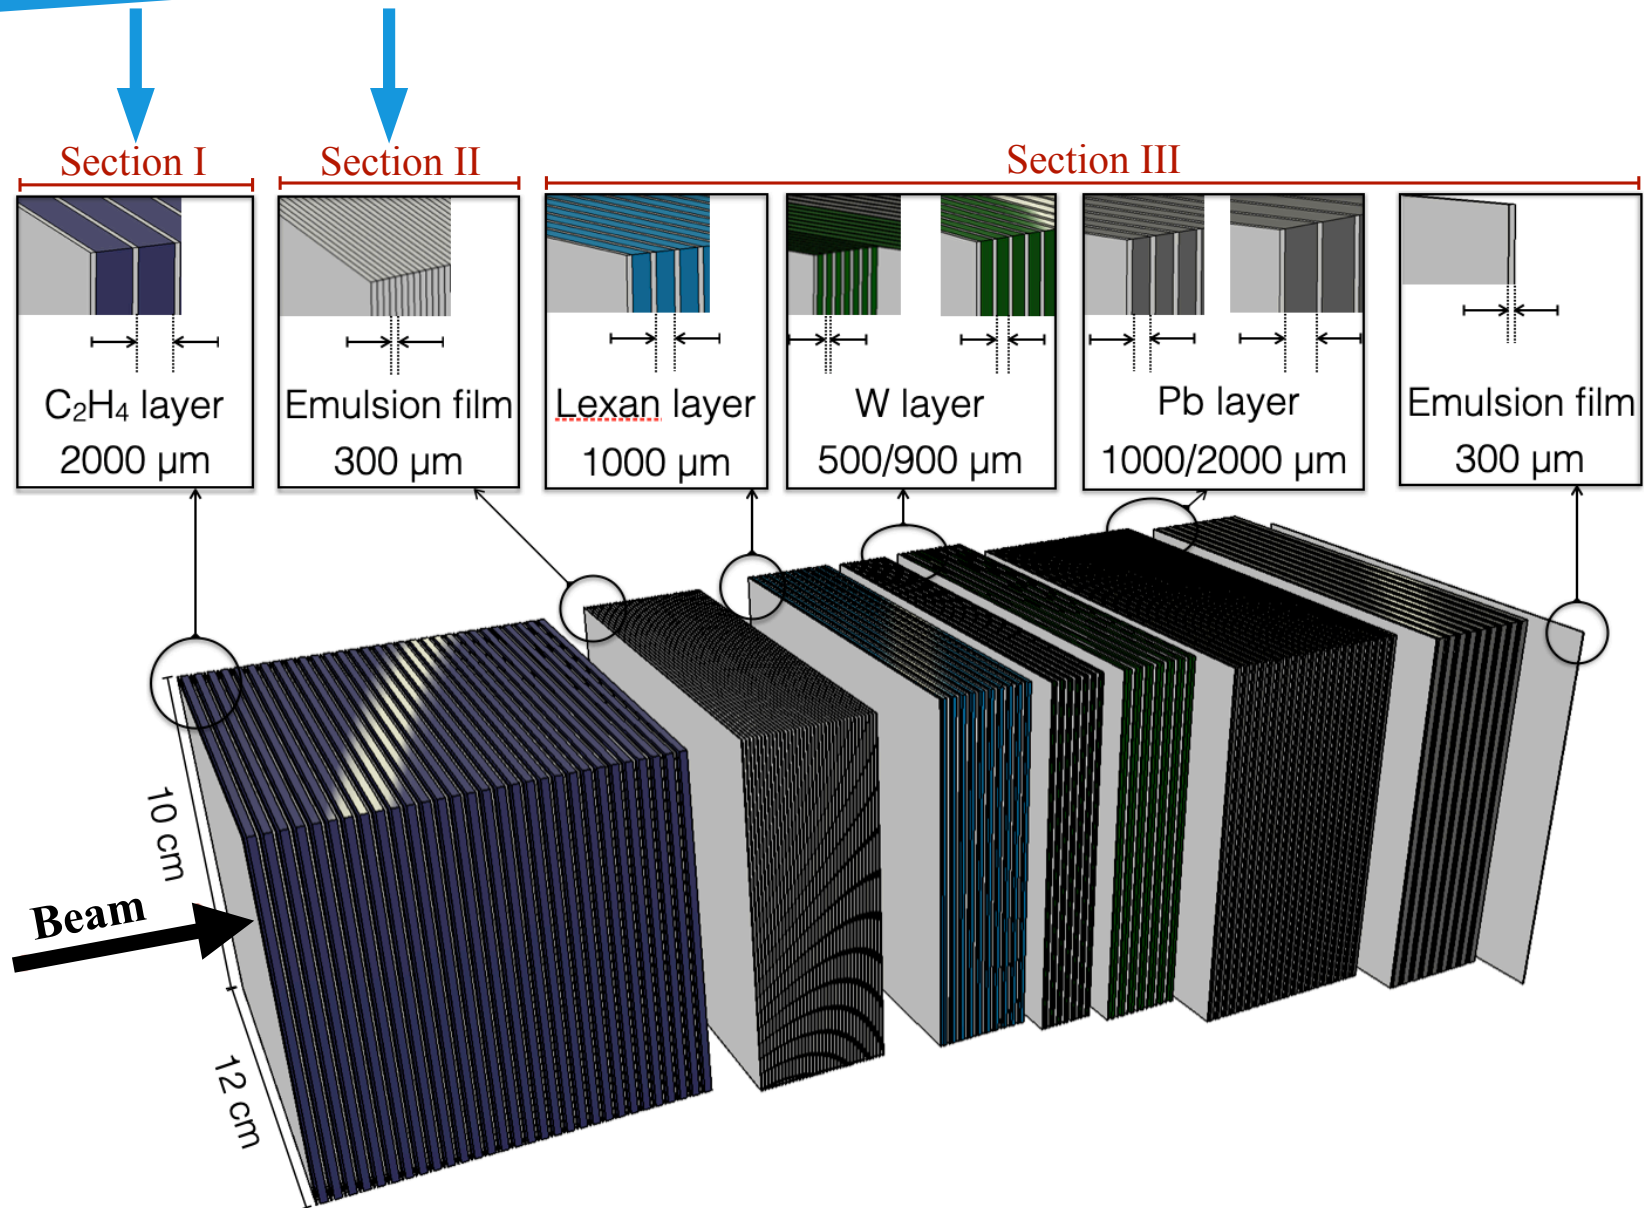 Section I
Section II
Section III
C₂H₄ layer
2000 μm
Emulsion film
300 μm
Lexan layer
1000 μm
W layer
500/900 μm
Pb layer
1000/2000 μm
Emulsion film
300 μm
10 cm
Beam
12 cm